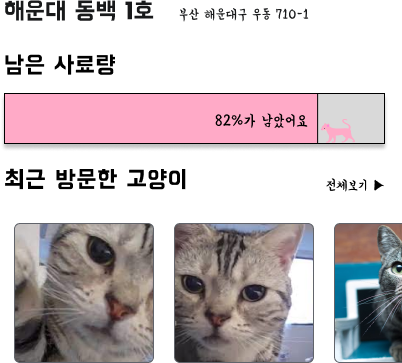 해운대 동백 1호 부산 해운대구 우동 710-1
남은 사료량
82%가 남았어요
최근 방문한 고양이
전체보기 ▶